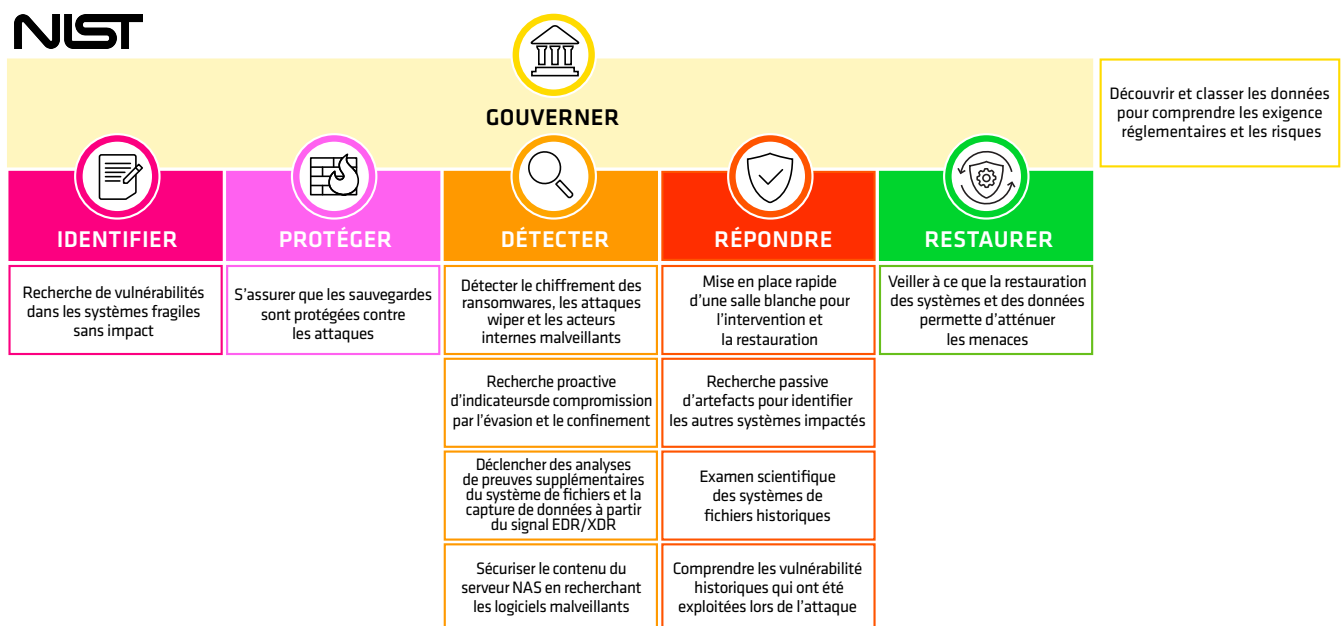 NIST
GOUVERNER
Découvrir et classer les données
pour comprendre les exigence
réglementaires et les risques
IDENTIFIER
Recherche de vulnérabilités
dans les systèmes fragiles
sans impact
PROTÉGER
S'assurer que les sauvegardes
sont protégées contre
les attaques
DÉTECTER
Détecter le chiffrement des
ransomwares, les attaques
wiper et les acteurs
internes malveillants
Recherche proactive
d'indicateursde compromission
par l'évasion et le confinement
Déclencher des analyses
de preuves supplémentaires
du système de fichiers et la
capture de données à partir
du signal EDR/XDR
Sécuriser le contenu du
serveur NAS en recherchant
les logiciels malveillants
RÉPONDRE
Mise en place rapide
d'une salle blanche pour
l'intervention et
la restauration
Recherche passive
d'artefacts pour identifier
les autres systèmes impactés
Examen scientifique
des systèmes de
fichiers historiques
Comprendre les vulnérabilité
historiques qui ont été
exploitées lors de l'attaque
RESTAURER
Veiller à ce que la restauration
des systèmes et des données
permette d'atténuer
les menaces